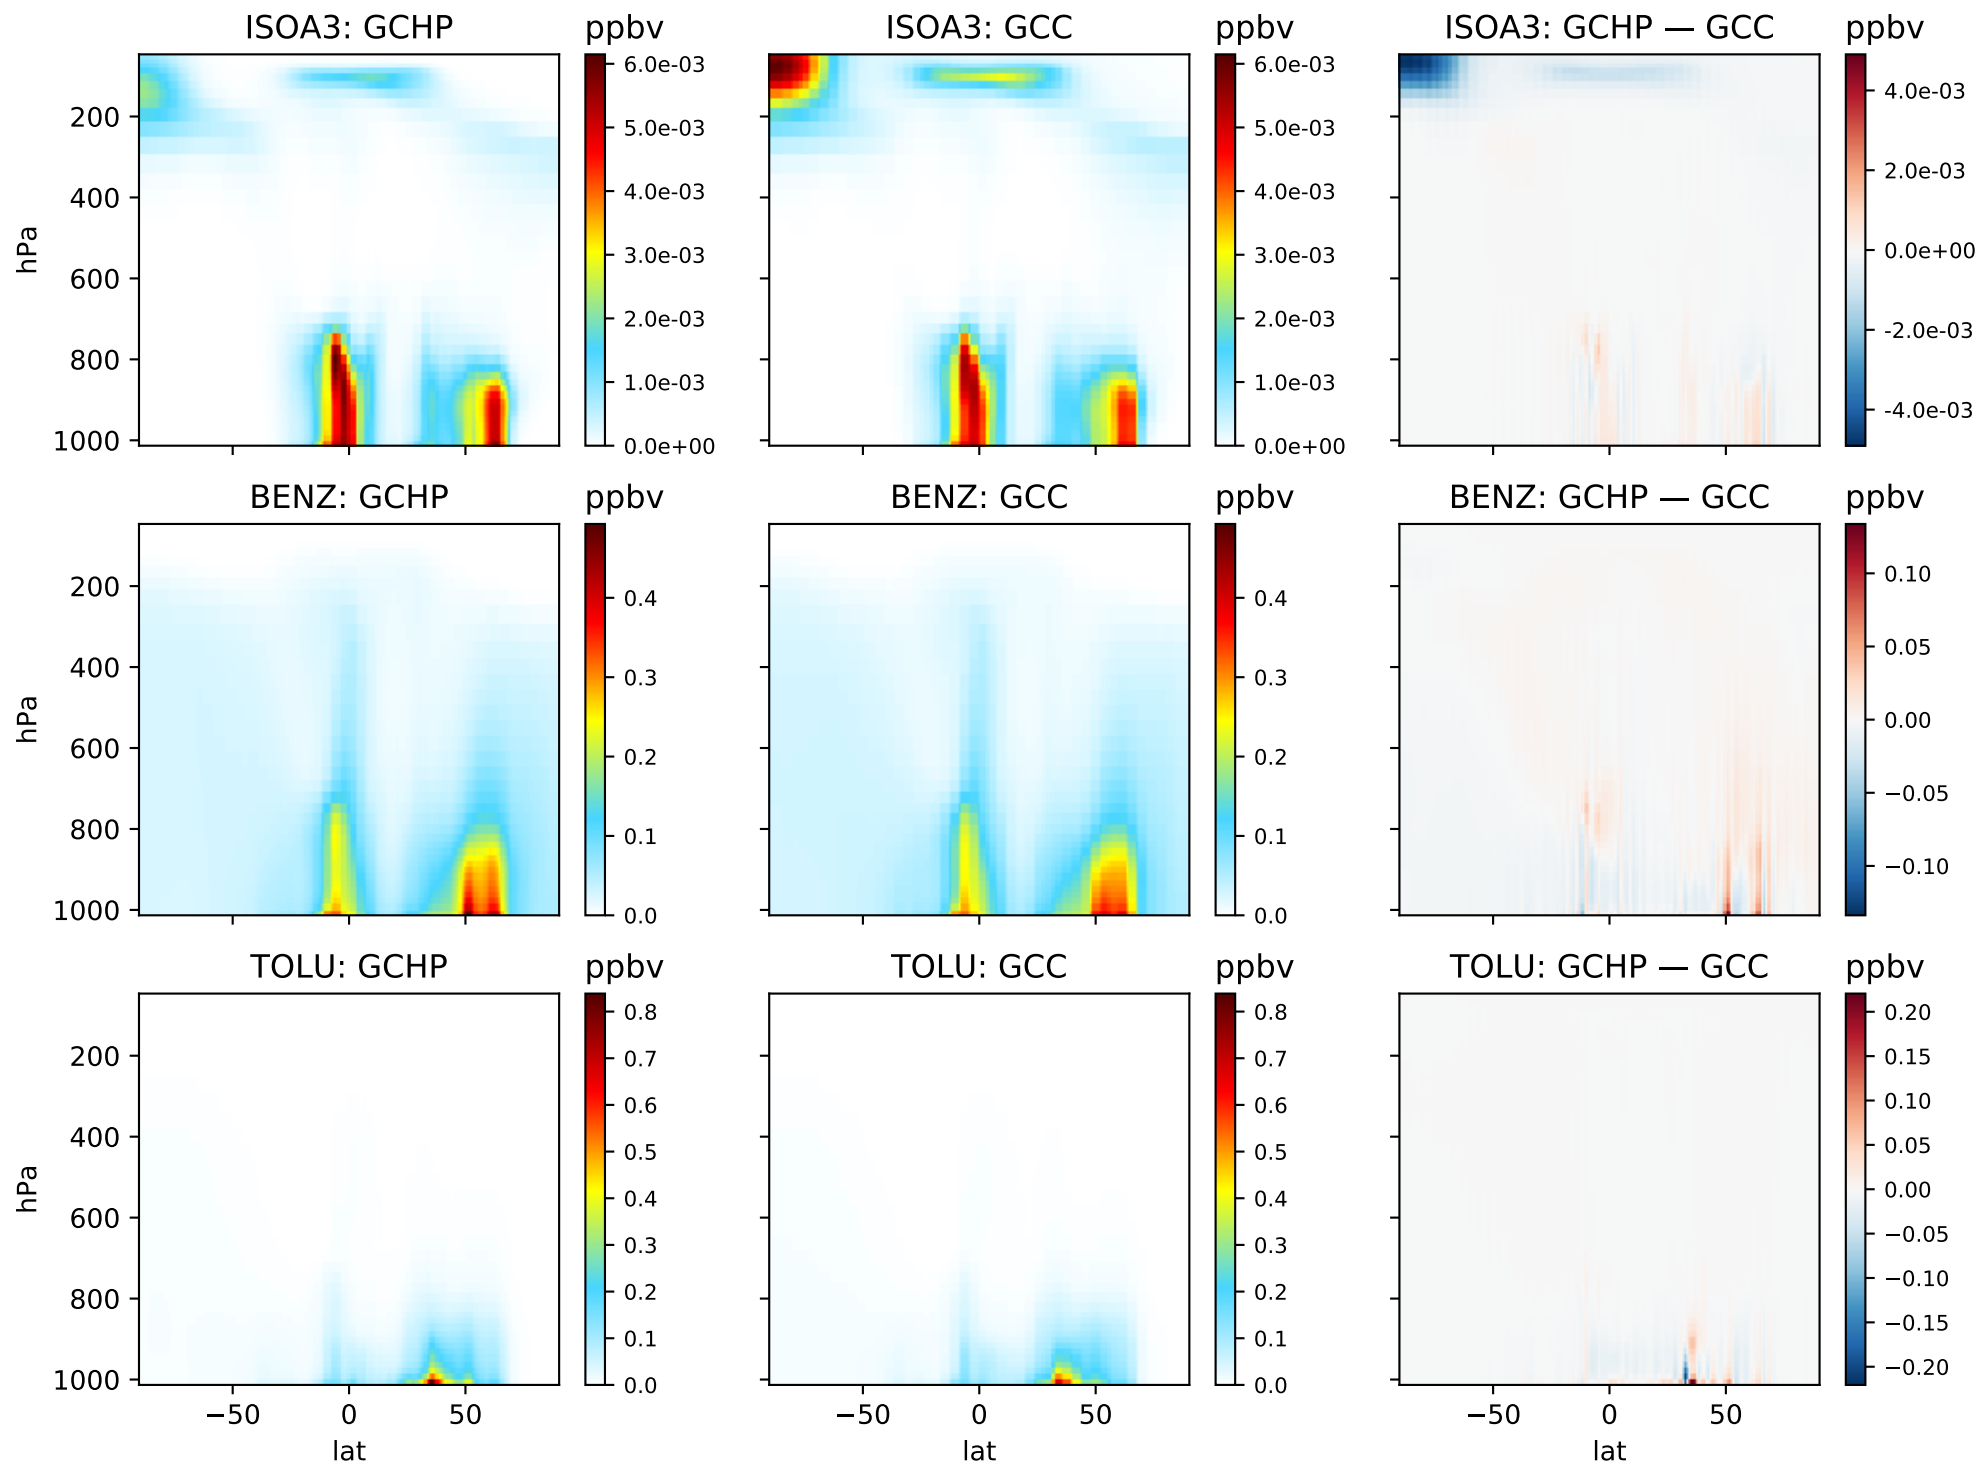 ISOA3: GCHP ppbv ISOA3: GCC ppbv ISOA3: GCHP — GCC ppbv
hPa
200
400
600
800
1000
6.0e-03
5.0e-03
4.0e-03
3.0e-03
2.0e-03
1.0e-03
0.0e+00
6.0e-03
5.0e-03
4.0e-03
3.0e-03
2.0e-03
1.0e-03
0.0e+00
4.0e-03
2.0e-03
0.0e+00
-2.0e-03
-4.0e-03
BENZ: GCHP ppbv BENZ: GCC ppbv BENZ: GCHP — GCC ppbv
hPa
200
400
600
800
1000
0.4
0.3
0.2
0.1
0.0
0.4
0.3
0.2
0.1
0.0
0.10
0.05
0.00
−0.05
−0.10
TOLU: GCHP ppbv TOLU: GCC ppbv TOLU: GCHP — GCC ppbv
hPa
200
400
600
800
1000
0.8
0.7
0.6
0.5
0.4
0.3
0.2
0.1
0.0
0.8
0.7
0.6
0.5
0.4
0.3
0.2
0.1
0.0
0.20
0.15
0.10
0.05
0.00
−0.05
−0.10
−0.15
−0.20
−50 0 50 −50 0 50 −50 0 50
lat lat lat